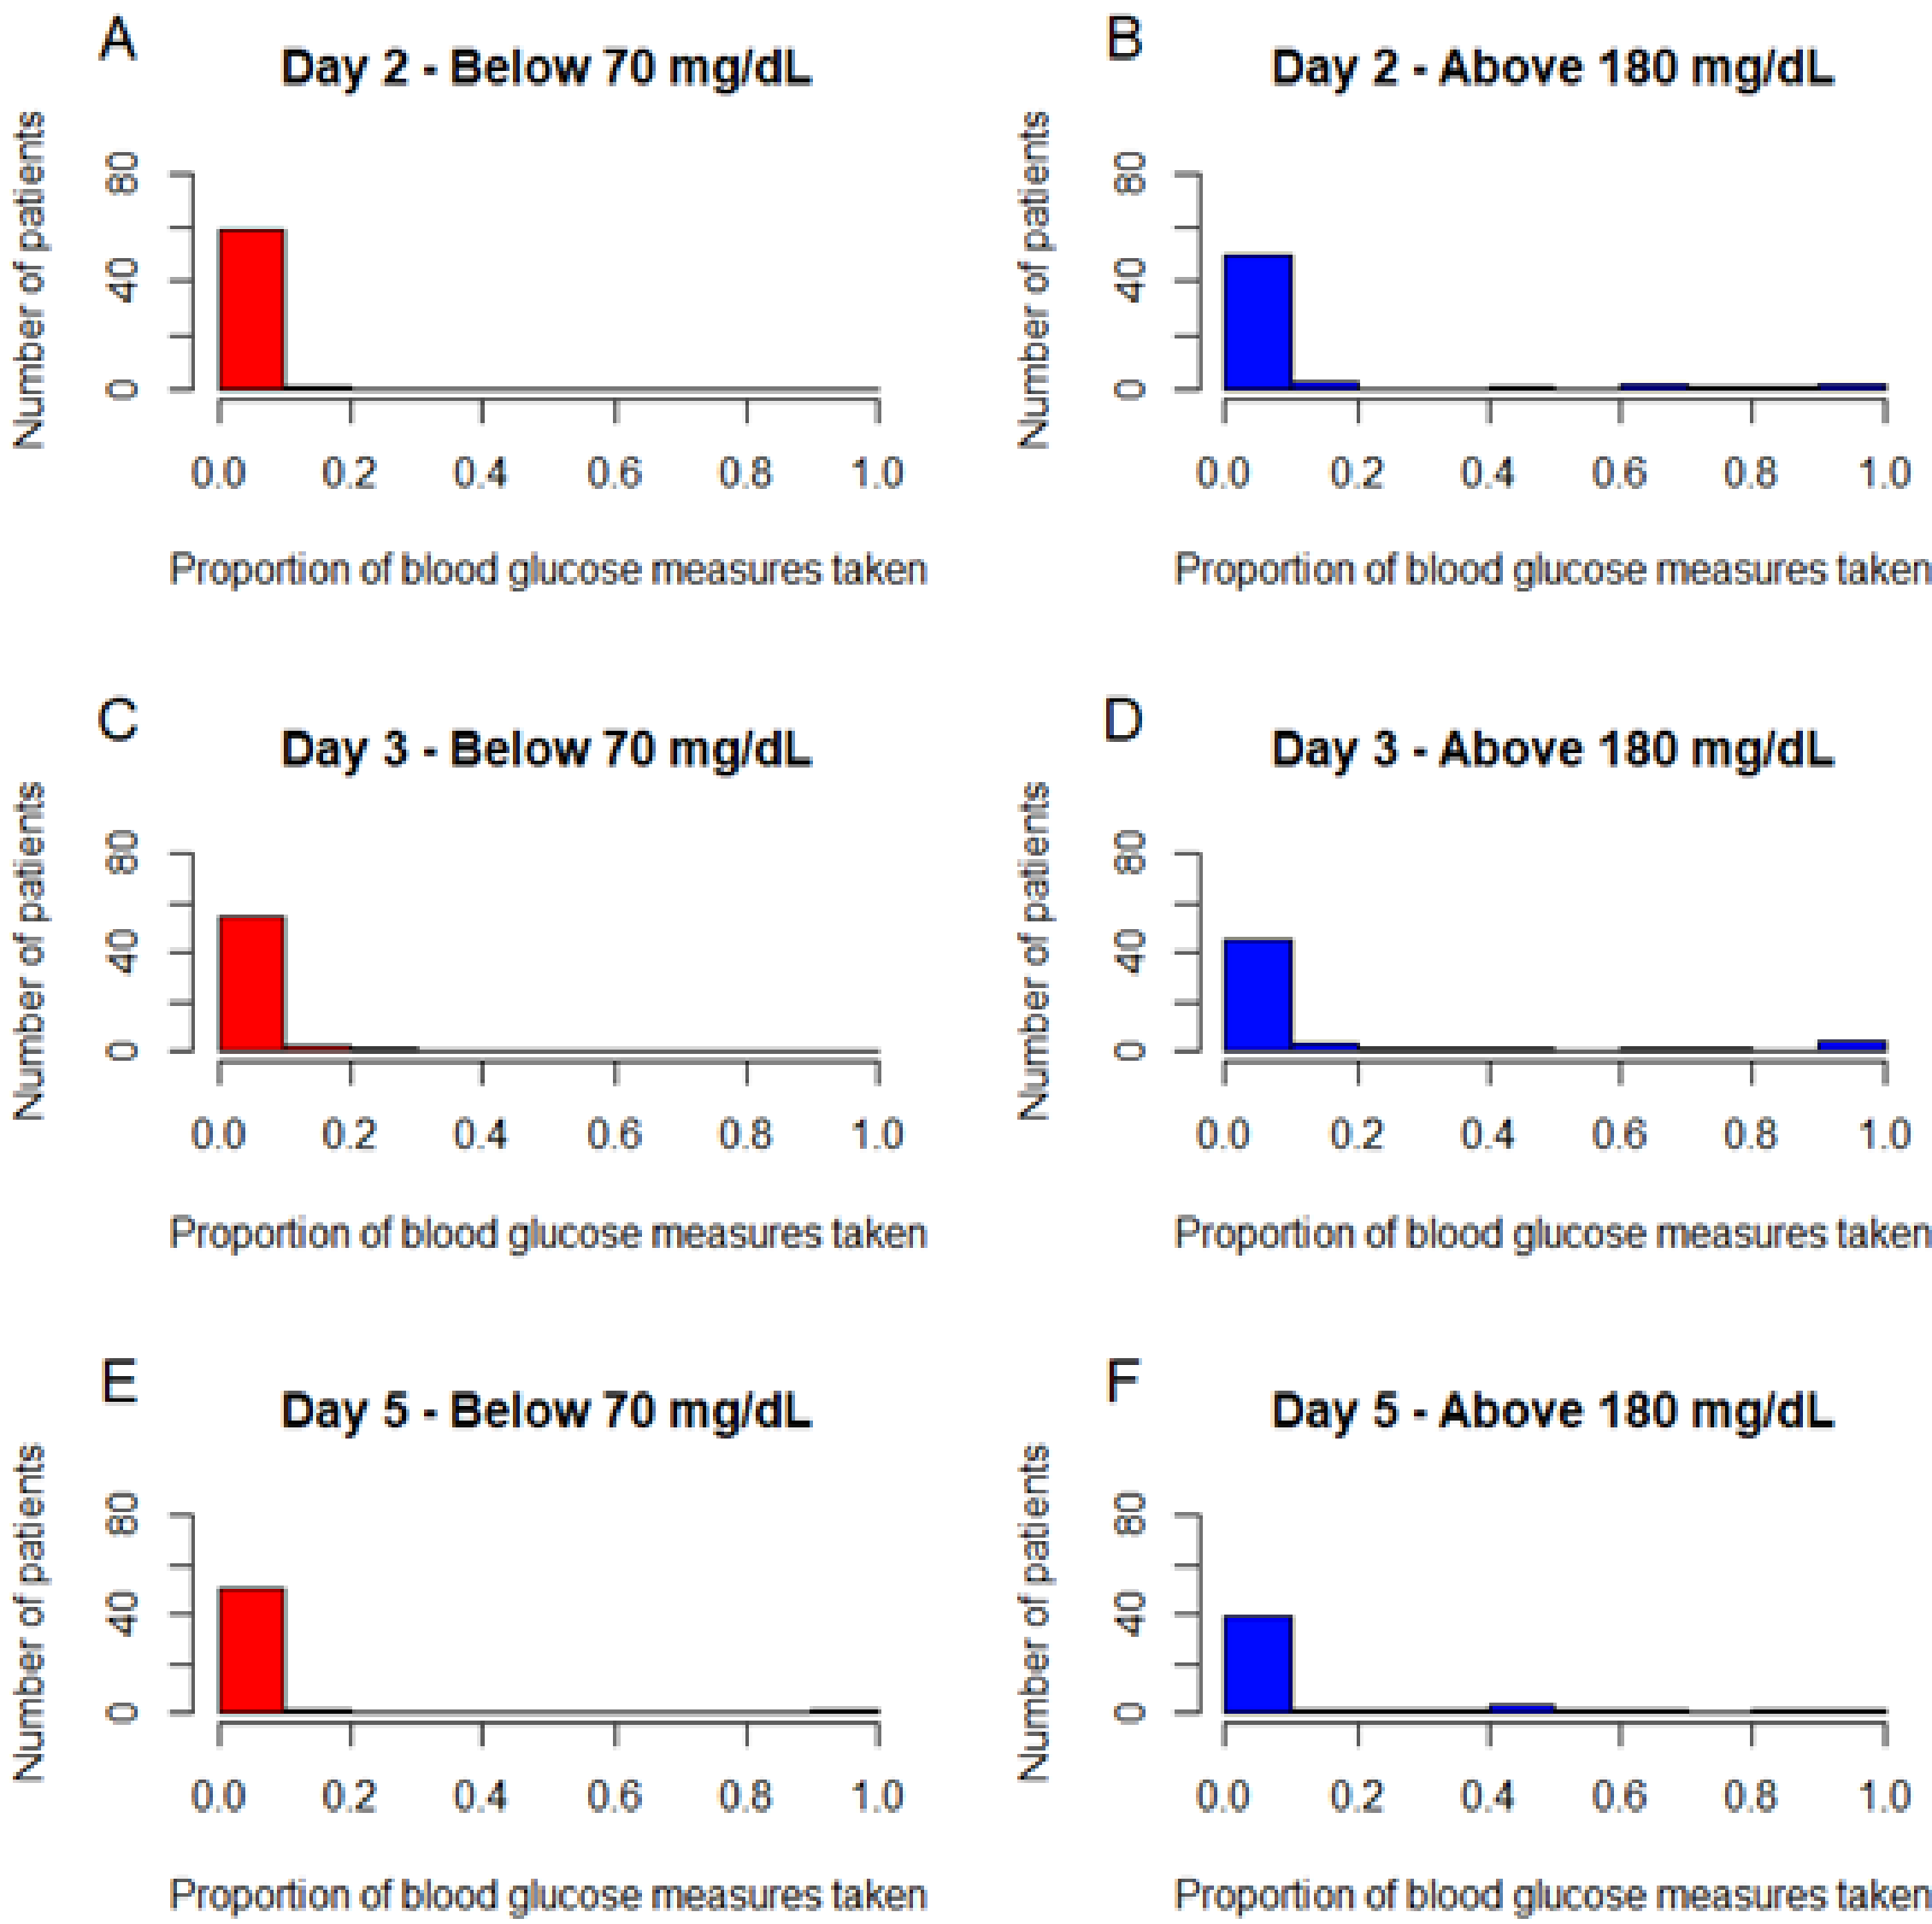 A
Day 2 - Below 70 mg/dL
Number of patients
80
40
0
0.0 0.2 0.4 0.6 0.8 1.0
Proportion of blood glucose measures taken
B
Day 2 - Above 180 mg/dL
Number of patients
80
40
0
0.0 0.2 0.4 0.6 0.8 1.0
Proportion of blood glucose measures taken
C
Day 3 - Below 70 mg/dL
Number of patients
80
40
0
0.0 0.2 0.4 0.6 0.8 1.0
Proportion of blood glucose measures taken
D
Day 3 - Above 180 mg/dL
Number of patients
80
40
0
0.0 0.2 0.4 0.6 0.8 1.0
Proportion of blood glucose measures taken
E
Day 5 - Below 70 mg/dL
Number of patients
80
40
0
0.0 0.2 0.4 0.6 0.8 1.0
Proportion of blood glucose measures taken
F
Day 5 - Above 180 mg/dL
Number of patients
80
40
0
0.0 0.2 0.4 0.6 0.8 1.0
Proportion of blood glucose measures taken